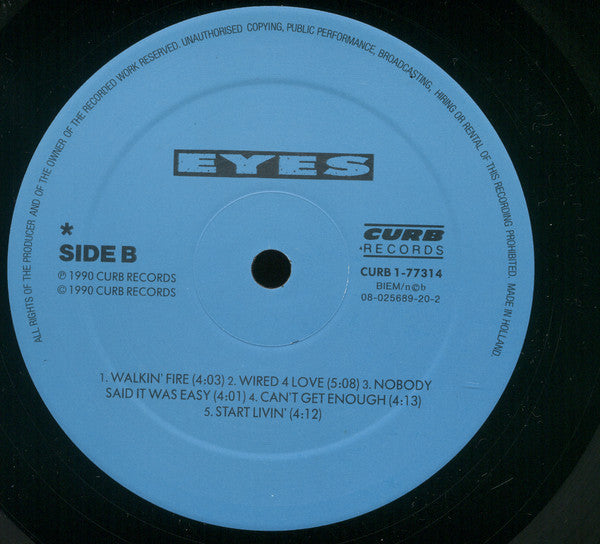 ALL RIGHTS OF THE PRODUCER AND OF THE OWNER OF THE RECORDED WORK RESERVED. UNAUTHORISED COPYING, PUBLIC PERFORMANCE, BROADCASTING, HIRING OR RENTAL OF THIS RECORDING PROHIBITED. MADE IN HOLLAND.
EYES
*
SIDE B
℗ 1990 CURB RECORDS
© 1990 CURB RECORDS
CURB
RECORDS
CURB 1-77314
BIEM/n©b
08-025689-20-2
1. WALKIN' FIRE (4:03) 2. WIRED 4 LOVE (5:08) 3. NOBODY
SAID IT WAS EASY (4:01) 4. CAN'T GET ENOUGH (4:13)
5. START LIVIN' (4:12)